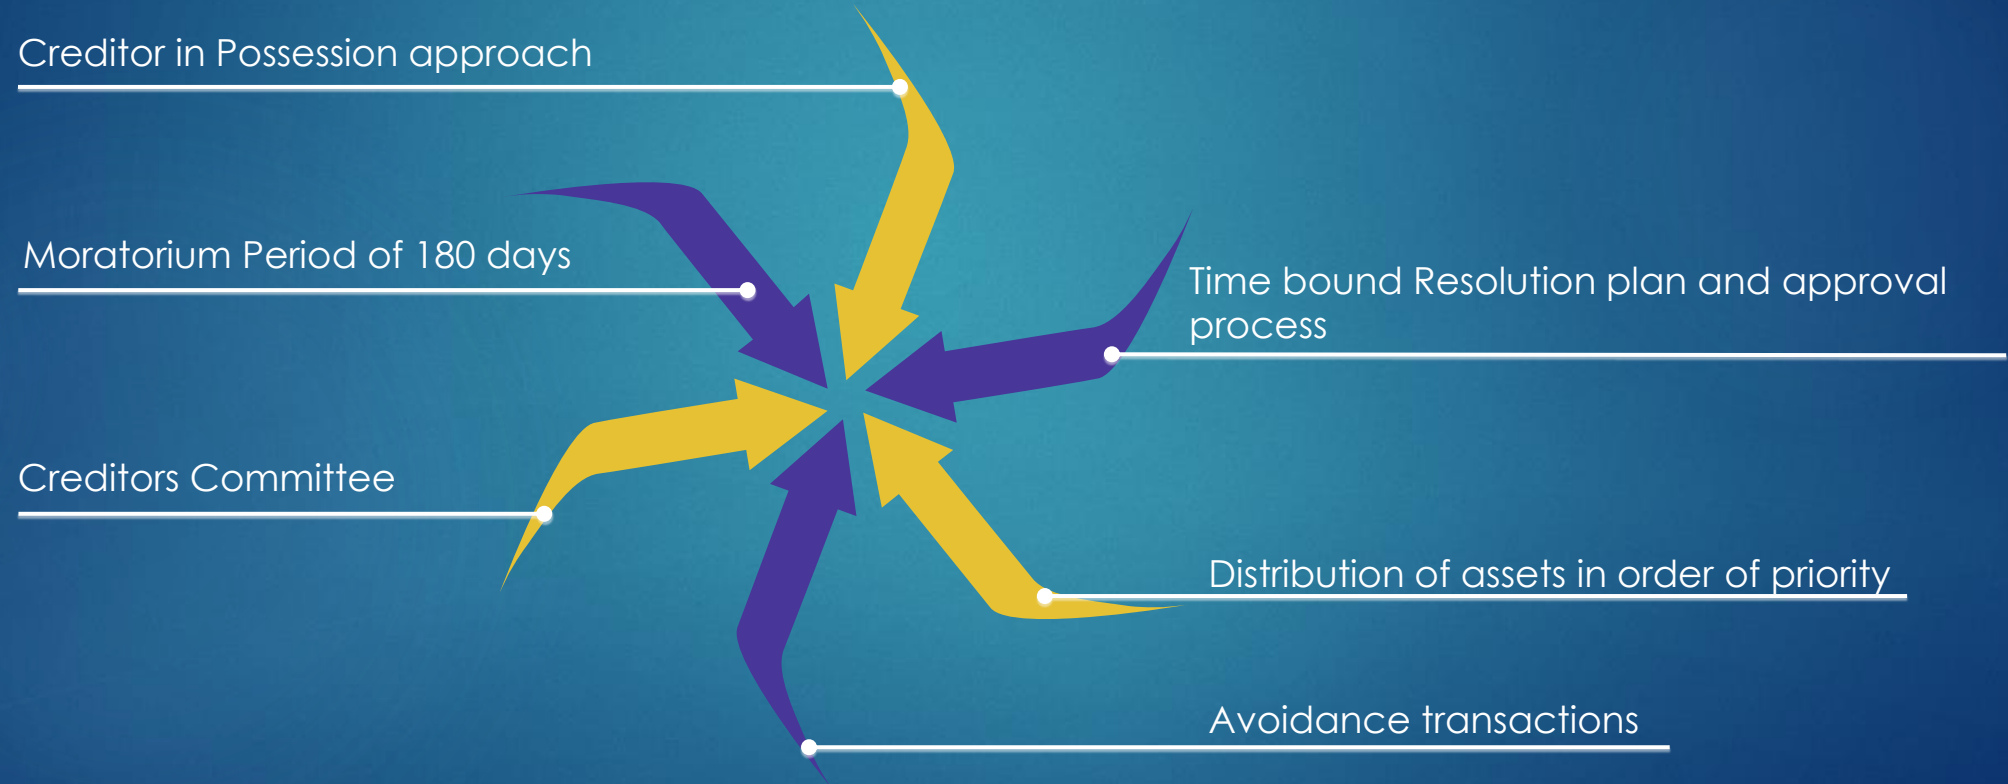 Creditor in Possession approach
Moratorium Period of 180 days
Creditors Committee
Time bound Resolution plan and approval
process
Distribution of assets in order of priority
Avoidance transactions